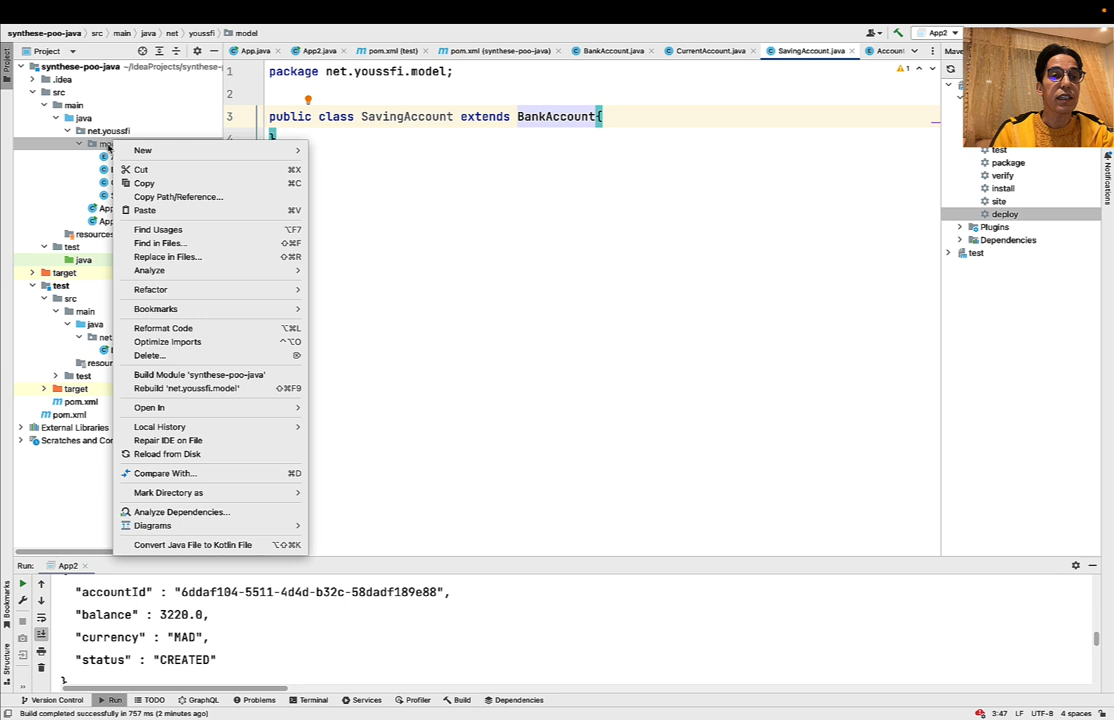 synthese-poo-java
src
main
java
net
youssfi
model
App2
Project
App.java
App2.java
pom.xml (test)
pom.xml (synthese-poo-java)
BankAccount.java
CurrentAccount.java
SavingAccount.java
Maven
synthese-poo-java ~/IdeaProjects/synthese-
.idea
src
main
java
net.youssfi
resources
test
java
target
test
src
main
java
net
test
target
pom.xml
pom.xml
External Libraries
1 package net.youssfi.model;
2
3 public class SavingAccount extends BankAccount{
}
1
New
Cut ⌘X
Copy ⌘C
Copy Path/Reference...
Paste ⌘V
Find Usages ⌥F7
Find in Files... ⇧⌘F
Replace in Files... ⇧⌘R
Analyze
Refactor
Bookmarks
Reformat Code ⌥⌘L
Optimize Imports ^⌥O
Delete...
Build Module 'synthese-poo-java'
Rebuild 'net.youssfi.model' ⇧⌘F9
Open In
Local History
Repair IDE on File
Reload from Disk
Compare With... ⌘D
Mark Directory as
Analyze Dependencies...
Diagrams
Convert Java File to Kotlin File ⌥⇧⌘K
test
package
verify
install
site
deploy
Plugins
Dependencies
test
Notifications
Bookmarks
Structure
Run: App2
"accountId" : "6ddaf104-5511-4d4d-b32c-58dadf189e88",
"balance" : 3220.0,
"currency" : "MAD",
"status" : "CREATED"
},
Version Control
Run
TODO
GraphQL
Problems
Terminal
Services
Profiler
Build
Dependencies
Build completed successfully in 757 ms (2 minutes ago)
3:47 LF UTF-8 4 spaces